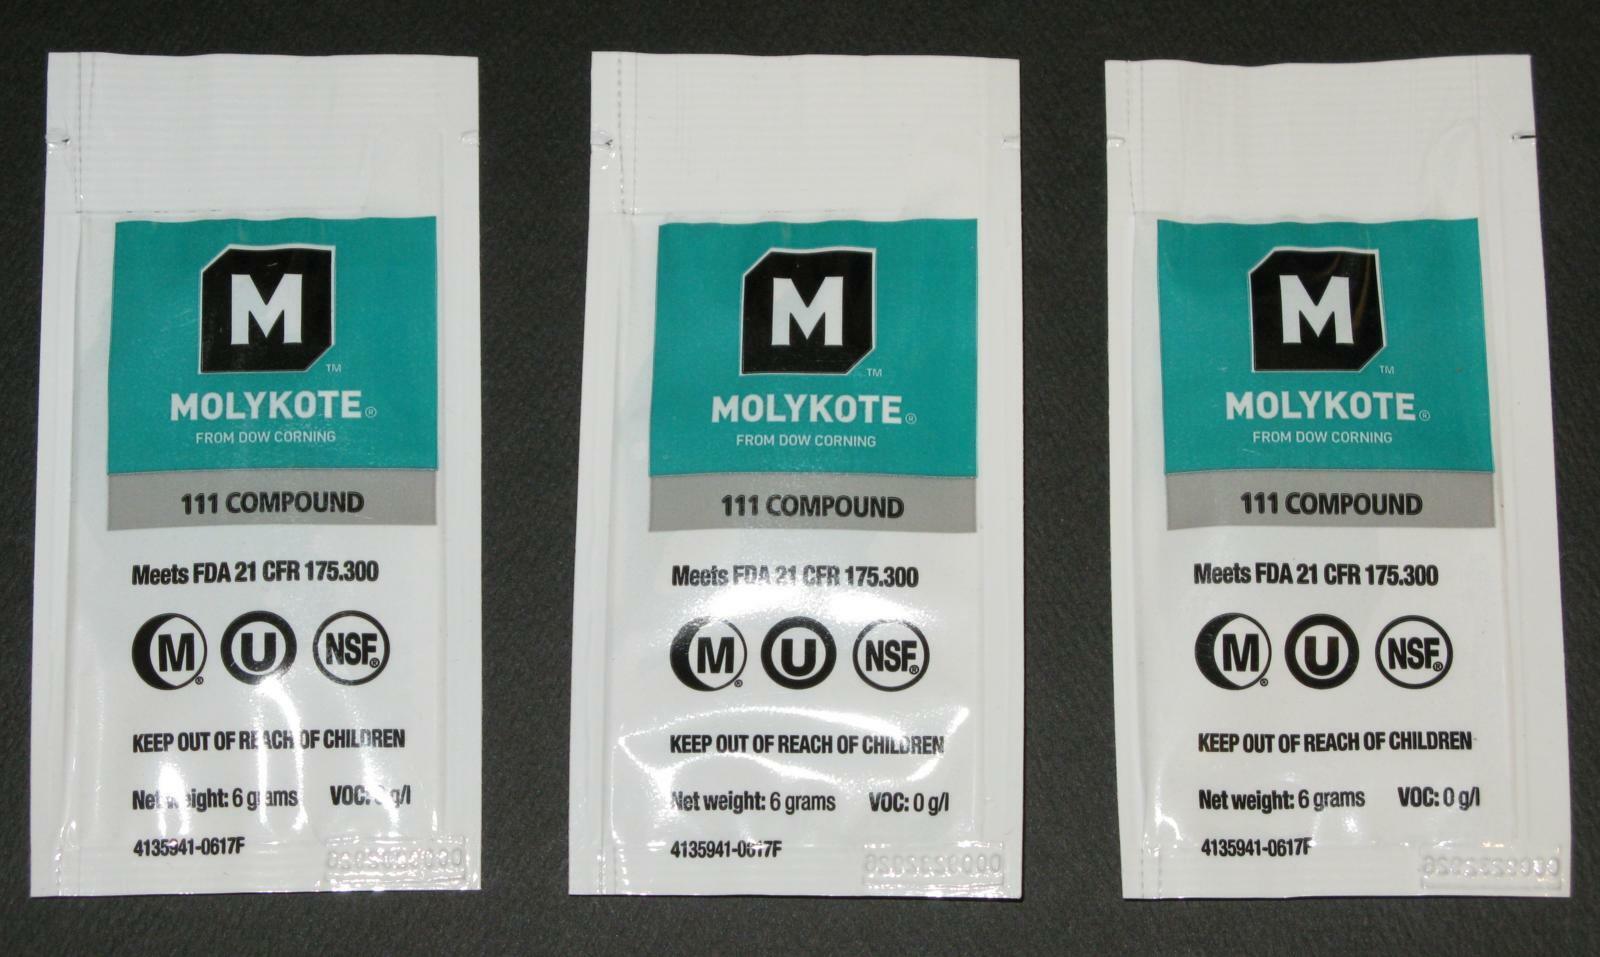 M
TM
MOLYKOTE®
FROM DOW CORNING
111 COMPOUND
Meets FDA 21 CFR 175.300
M® U NSF®
KEEP OUT OF REACH OF CHILDREN
Net weight: 6 grams VOC: g/l
4135941-0617F
M
TM
MOLYKOTE®
FROM DOW CORNING
111 COMPOUND
Meets FDA 21 CFR 175.300
M® U NSF®
KEEP OUT OF REACH OF CHILDREN
Net weight: 6 grams VOC: 0 g/l
4135941-0617F
M
TM
MOLYKOTE®
FROM DOW CORNING
111 COMPOUND
Meets FDA 21 CFR 175.300
M® U NSF®
KEEP OUT OF REACH OF CHILDREN
Net weight: 6 grams VOC: 0 g/l
4135941-0617F